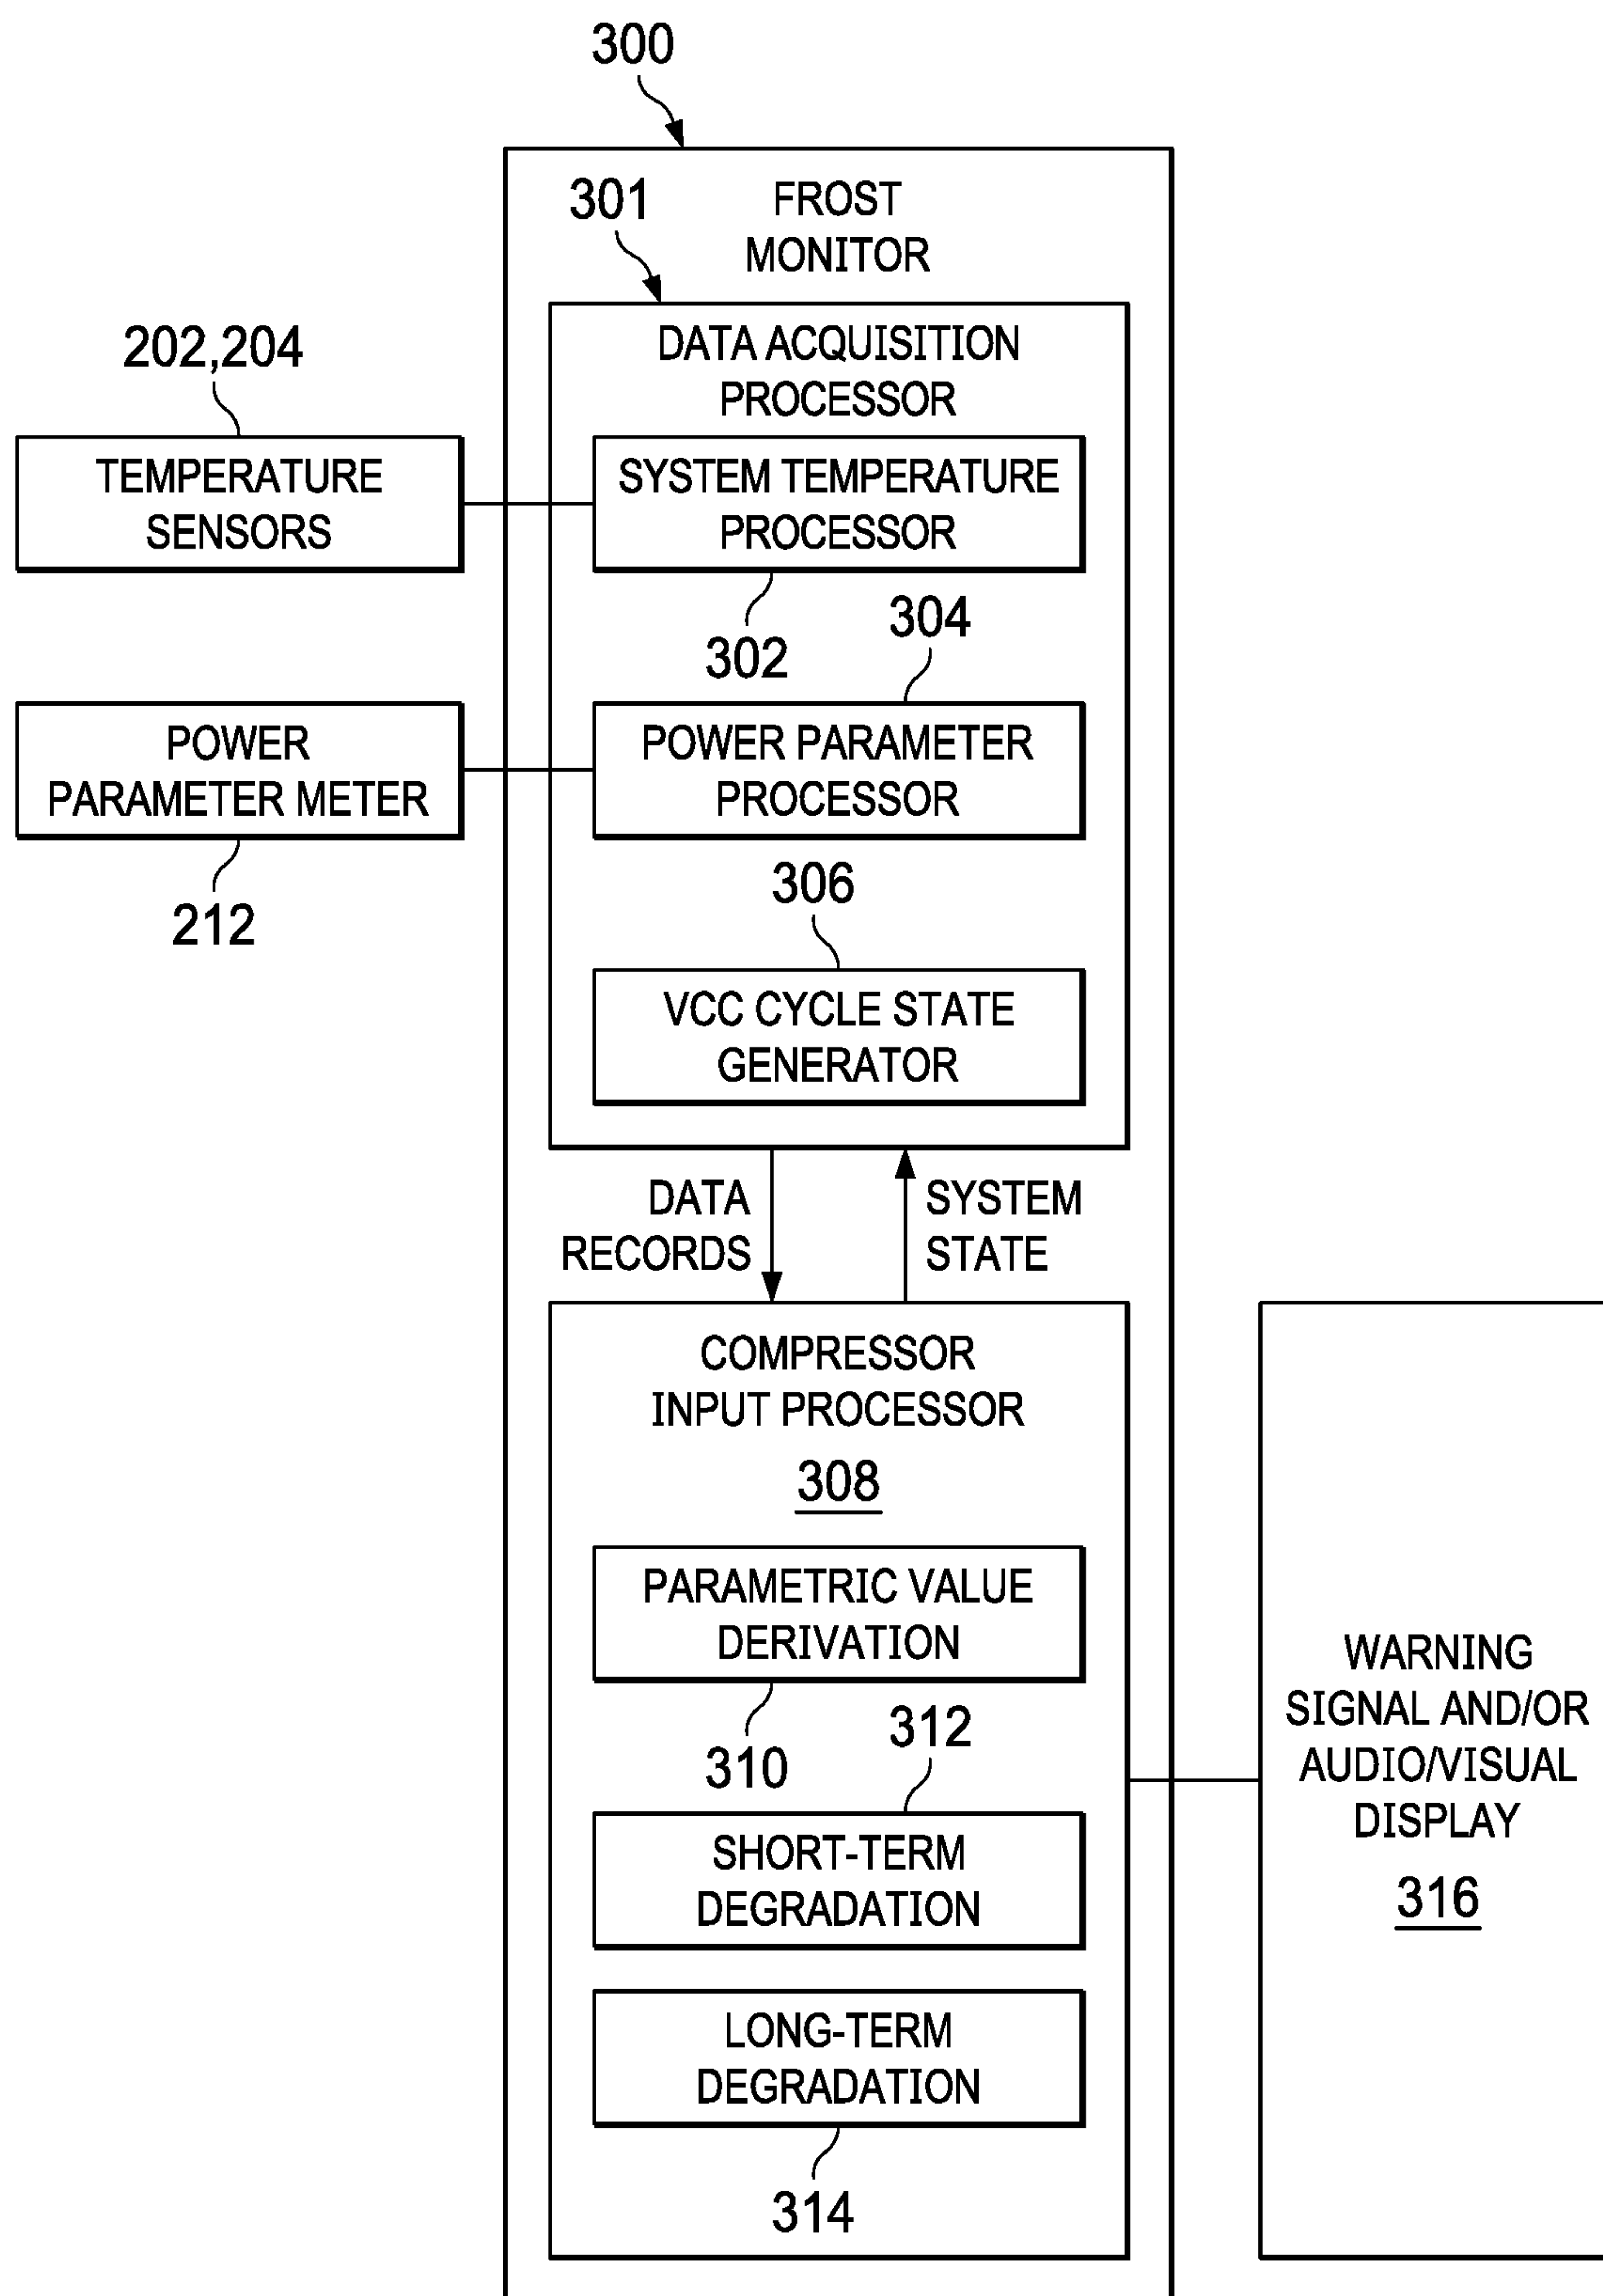 300
301
FROST
MONITOR
202,204
DATA ACQUISITION
PROCESSOR
TEMPERATURE
SENSORS
SYSTEM TEMPERATURE
PROCESSOR
302
304
POWER
PARAMETER METER
212
POWER PARAMETER
PROCESSOR
306
VCC CYCLE STATE
GENERATOR
DATA
RECORDS
SYSTEM
STATE
COMPRESSOR
INPUT PROCESSOR
308
PARAMETRIC VALUE
DERIVATION
310
312
SHORT-TERM
DEGRADATION
LONG-TERM
DEGRADATION
314
WARNING
SIGNAL AND/OR
AUDIO/VISUAL
DISPLAY
316